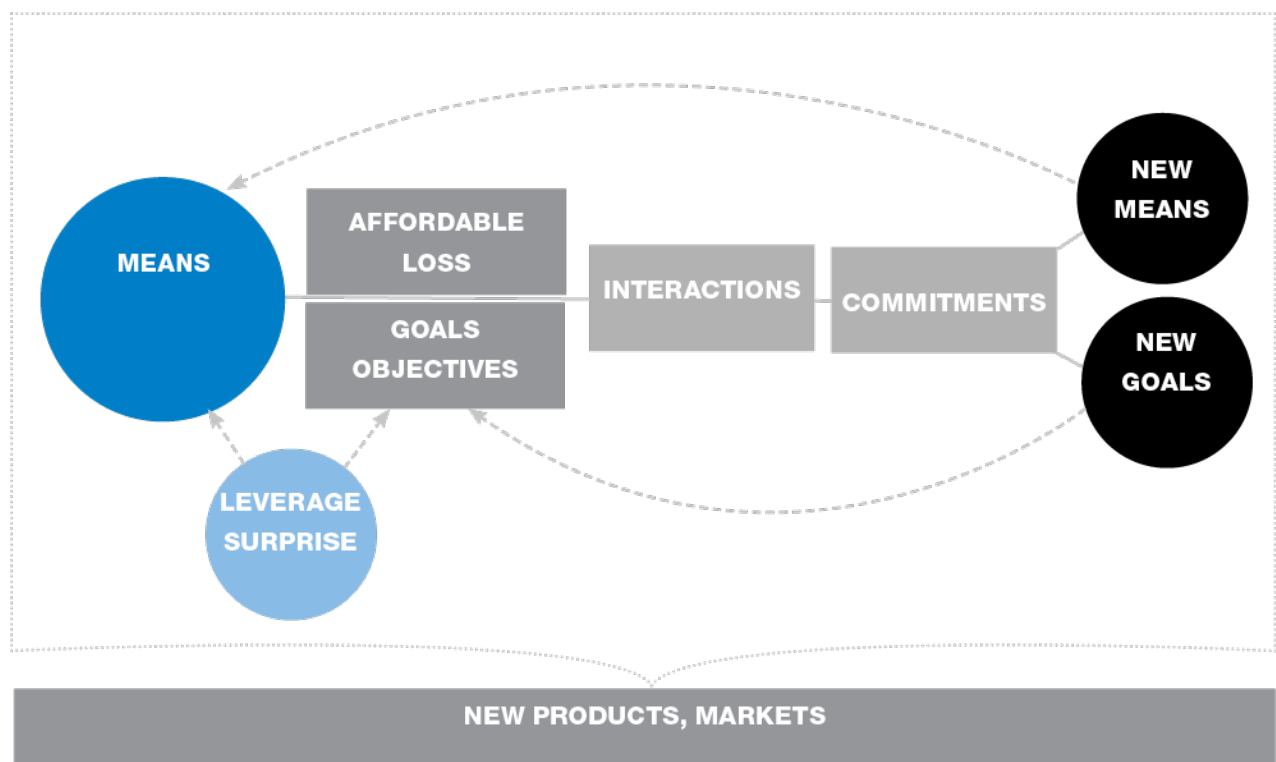 MEANS
AFFORDABLE
LOSS
GOALS
OBJECTIVES
INTERACTIONS
COMMITMENTS
NEW
MEANS
NEW
GOALS
LEVERAGE
SURPRISE
NEW PRODUCTS, MARKETS